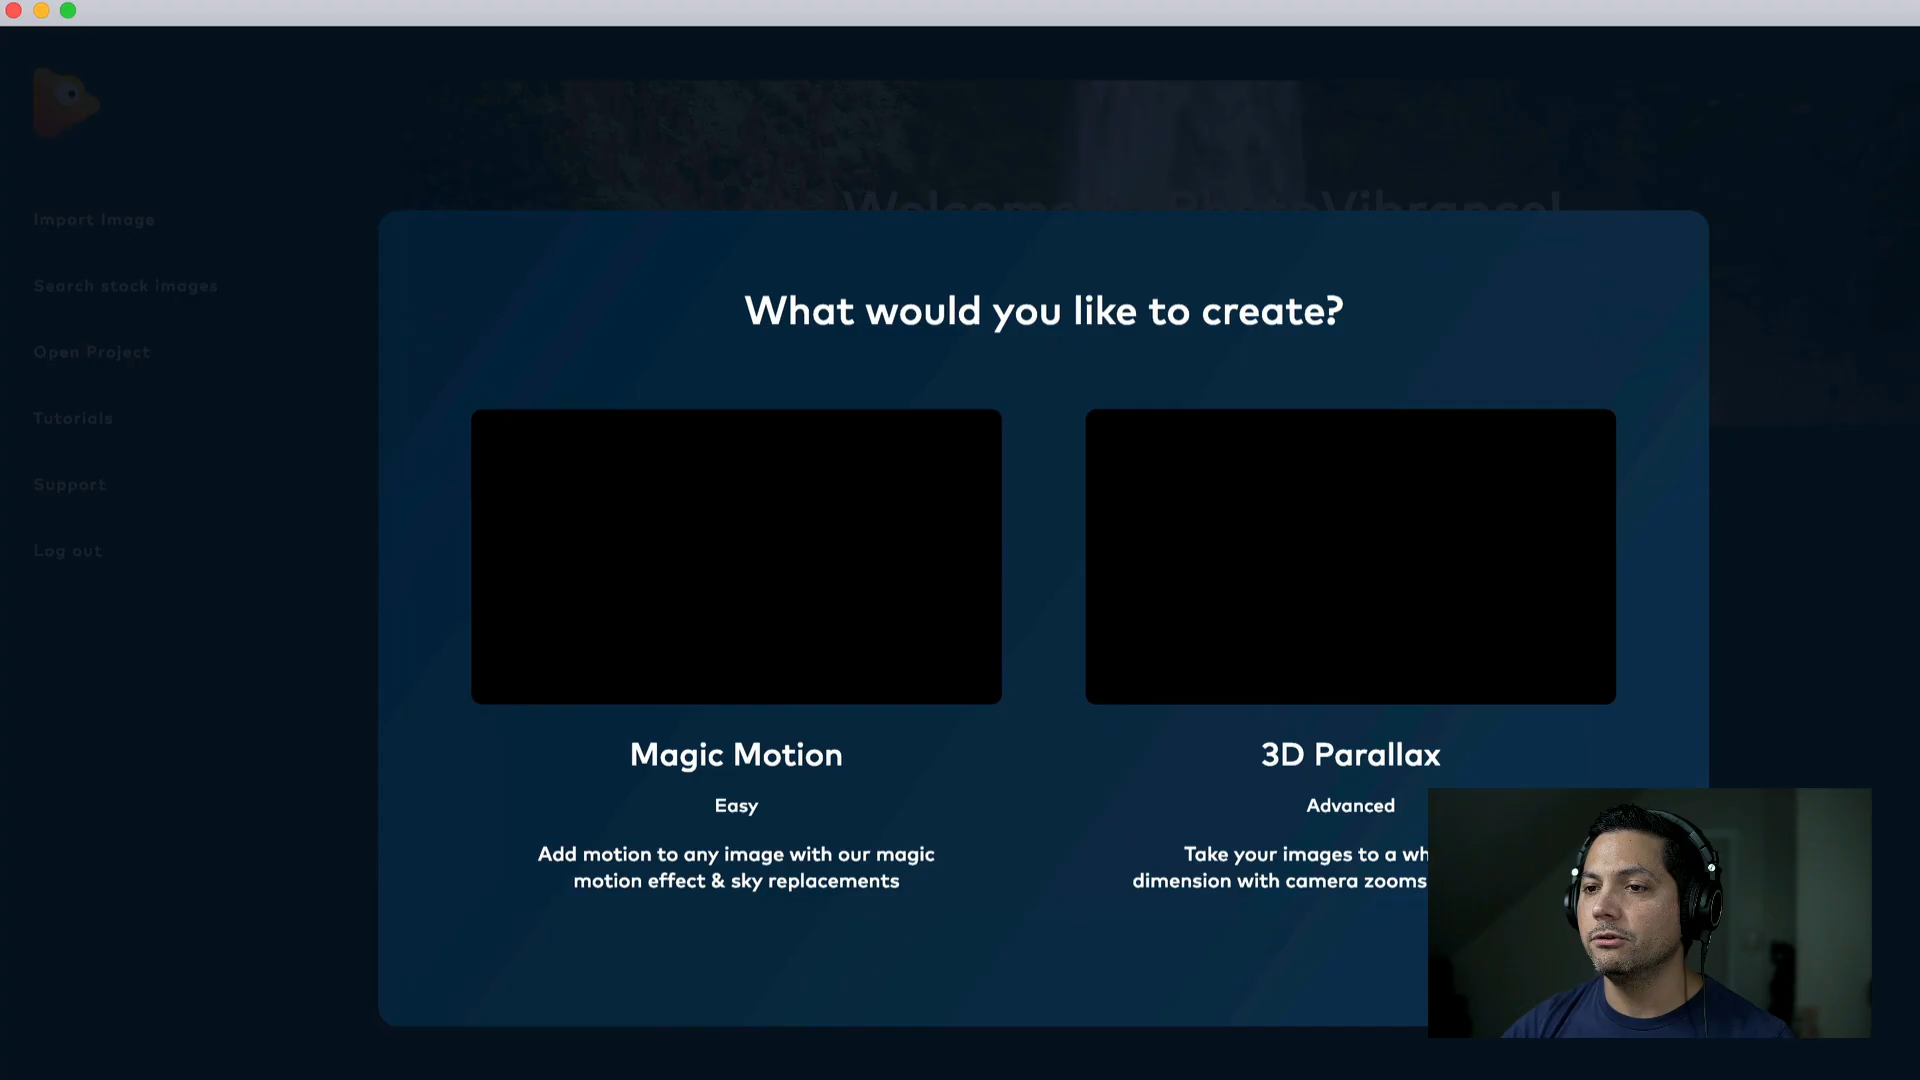 Welcome PhotoVibrance!
Import Image
Search stock images
Open Project
Tutorials
Support
Log out
What would you like to create?
Magic Motion
Easy
Add motion to any image with our magic
motion effect & sky replacements
3D Parallax
Advanced
Take your images to a wh
dimension with camera zooms